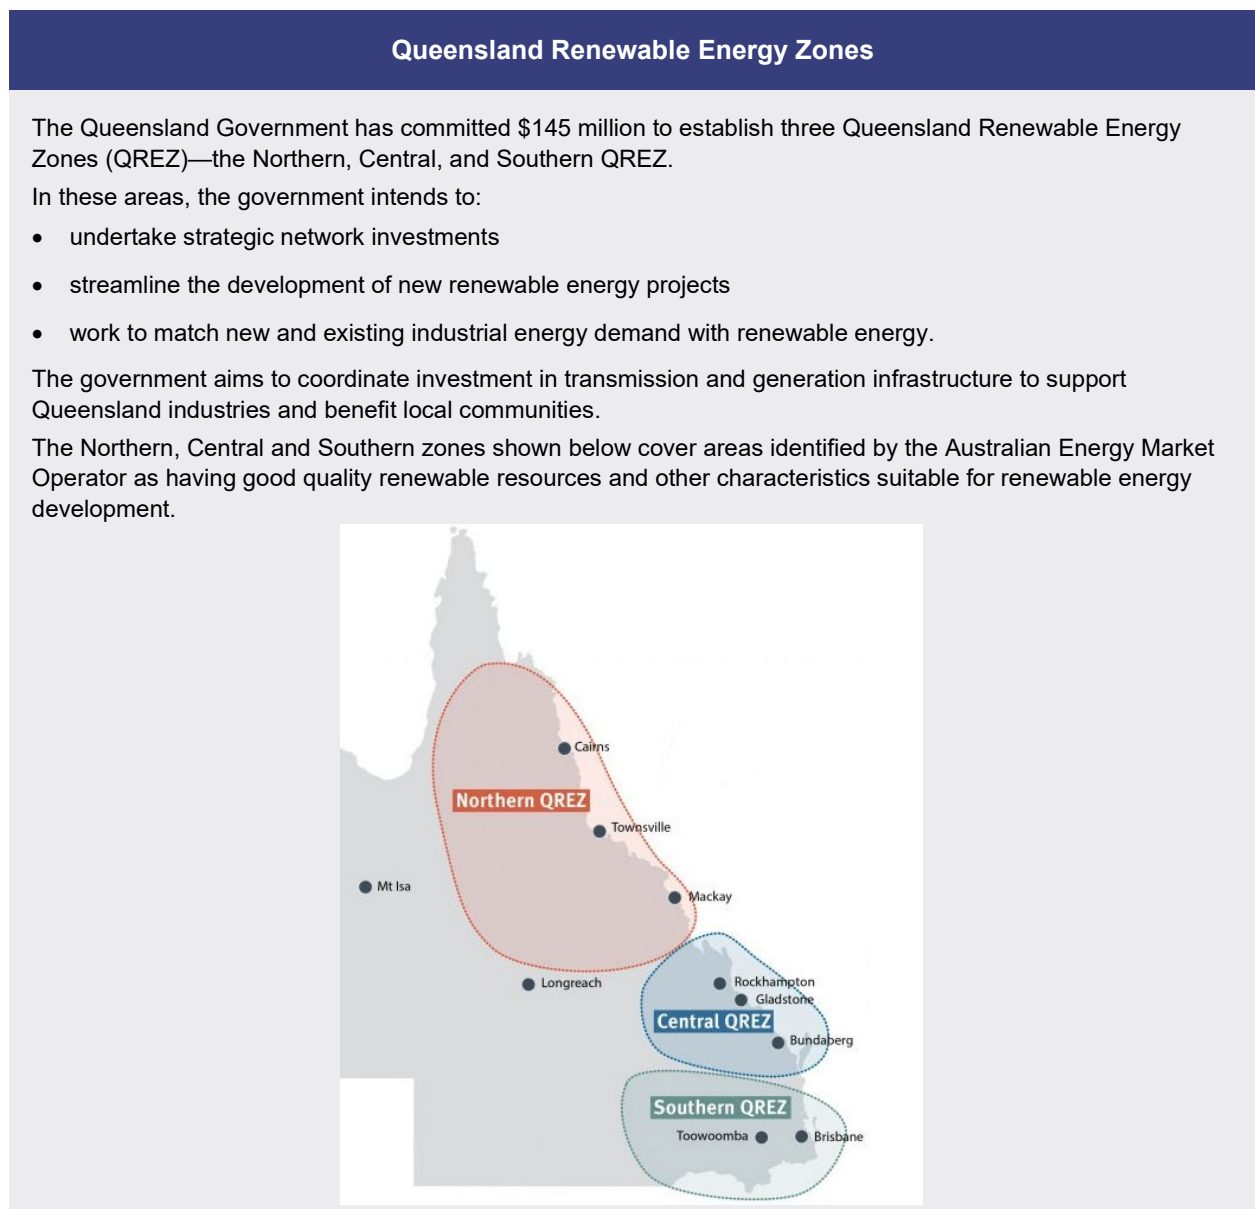 Queensland Renewable Energy Zones
The Queensland Government has committed $145 million to establish three Queensland Renewable Energy
Zones (QREZ)—the Northern, Central, and Southern QREZ.
In these areas, the government intends to:
• undertake strategic network investments
• streamline the development of new renewable energy projects
• work to match new and existing industrial energy demand with renewable energy.
The government aims to coordinate investment in transmission and generation infrastructure to support
Queensland industries and benefit local communities.
The Northern, Central and Southern zones shown below cover areas identified by the Australian Energy Market
Operator as having good quality renewable resources and other characteristics suitable for renewable energy
development.
Cairns
Northern QREZ
Townsville
Mt Isa
Mackay
Longreach
Rockhampton
Gladstone
Central QREZ
Bundaberg
Southern QREZ
Toowoomba
Brisbane